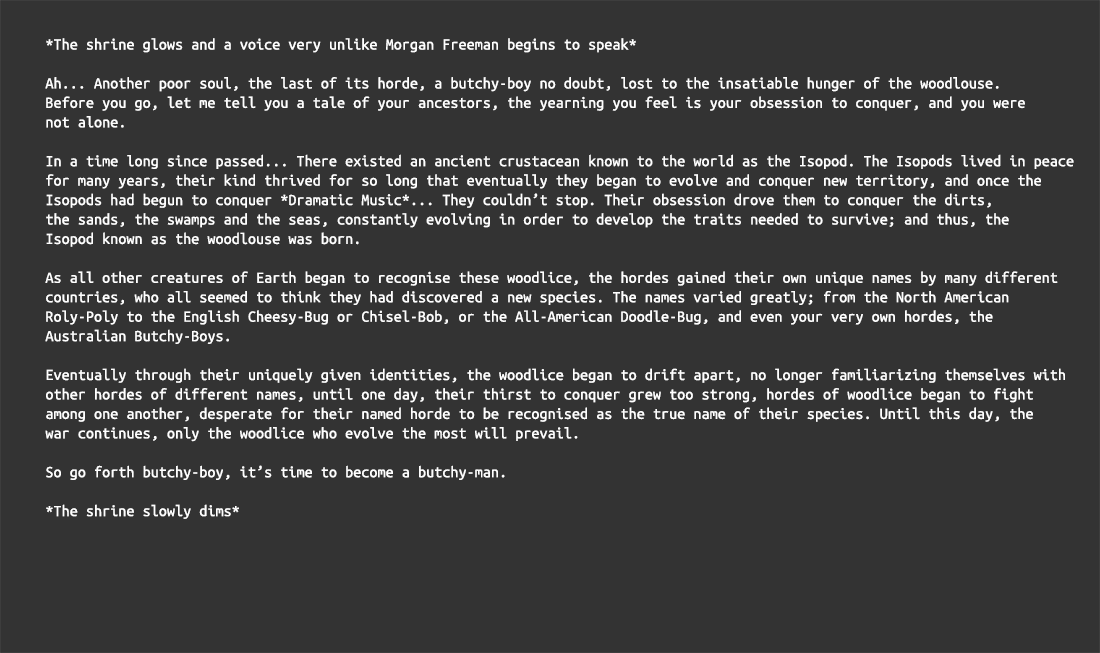 *The shrine glows and a voice very unlike Morgan Freeman begins to speak*
Ah... Another poor soul, the last of its horde, a butchy-boy no doubt, lost to the insatiable hunger of the woodlouse.
Before you go, let me tell you a tale of your ancestors, the yearning you feel is your obsession to conquer, and you were
not alone.
In a time long since passed... There existed an ancient crustacean known to the world as the Isopod. The Isopods lived in peace
for many years, their kind thrived for so long that eventually they began to evolve and conquer new territory, and once the
Isopods had begun to conquer *Dramatic Music*... They couldn’t stop. Their obsession drove them to conquer the dirts,
the sands, the swamps and the seas, constantly evolving in order to develop the traits needed to survive; and thus, the
Isopod known as the woodlouse was born.
As all other creatures of Earth began to recognise these woodlice, the hordes gained their own unique names by many different
countries, who all seemed to think they had discovered a new species. The names varied greatly; from the North American
Roly-Poly to the English Cheesy-Bug or Chisel-Bob, or the All-American Doodle-Bug, and even your very own hordes, the
Australian Butchy-Boys.
Eventually through their uniquely given identities, the woodlice began to drift apart, no longer familiarizing themselves with
other hordes of different names, until one day, their thirst to conquer grew too strong, hordes of woodlice began to fight
among one another, desperate for their named horde to be recognised as the true name of their species. Until this day, the
war continues, only the woodlice who evolve the most will prevail.
So go forth butchy-boy, it’s time to become a butchy-man.
*The shrine slowly dims*